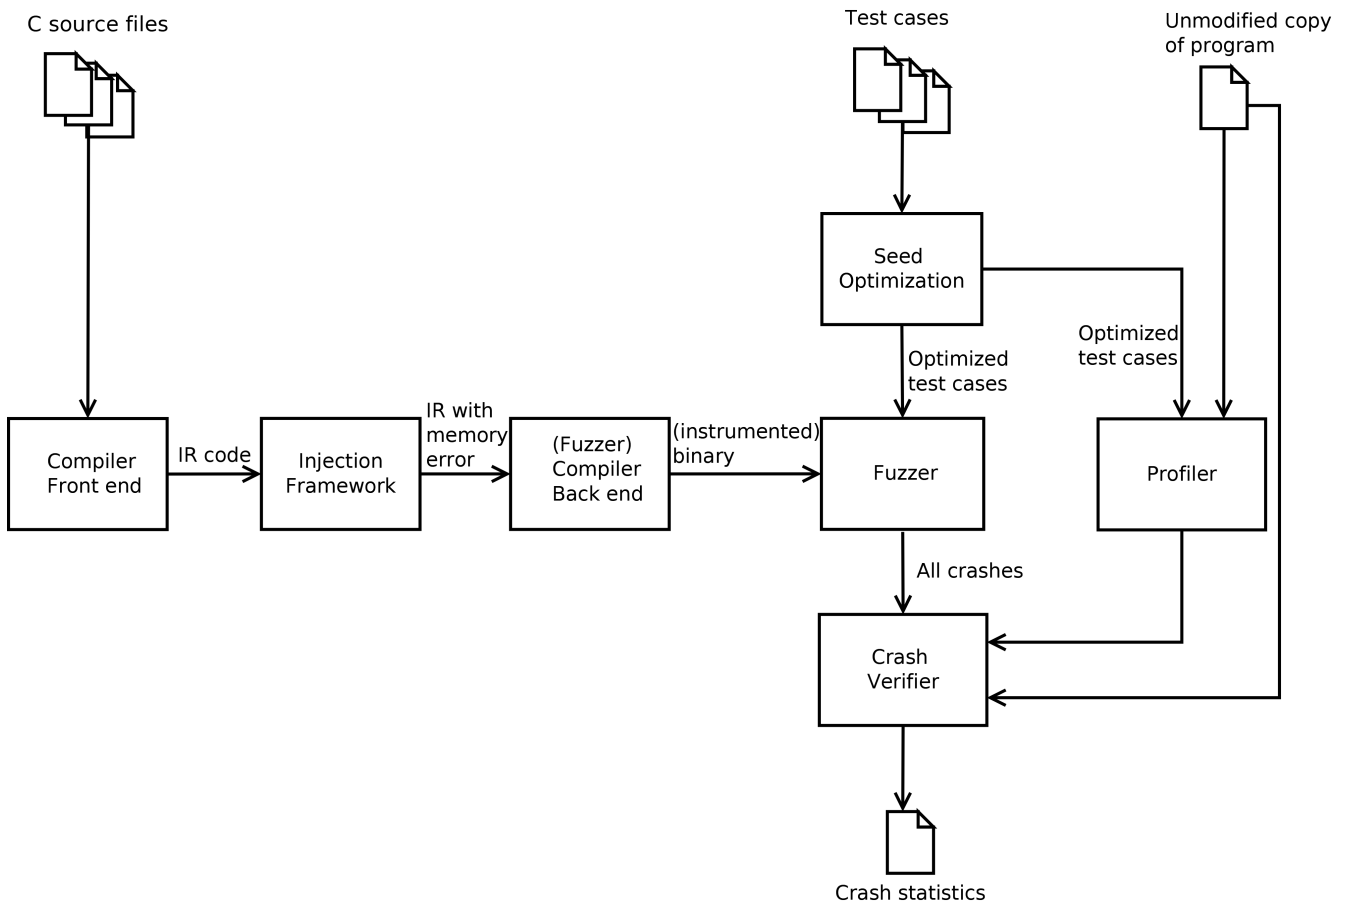 C source files
Test cases
Unmodified copy
of program
Seed
Optimization
Optimized
test cases
Optimized
test cases
Compiler
Front end
IR code
Injection
Framework
IR with
memory
error
(Fuzzer)
Compiler
Back end
(instrumented)
binary
Fuzzer
Profiler
All crashes
Crash
Verifier
Crash statistics